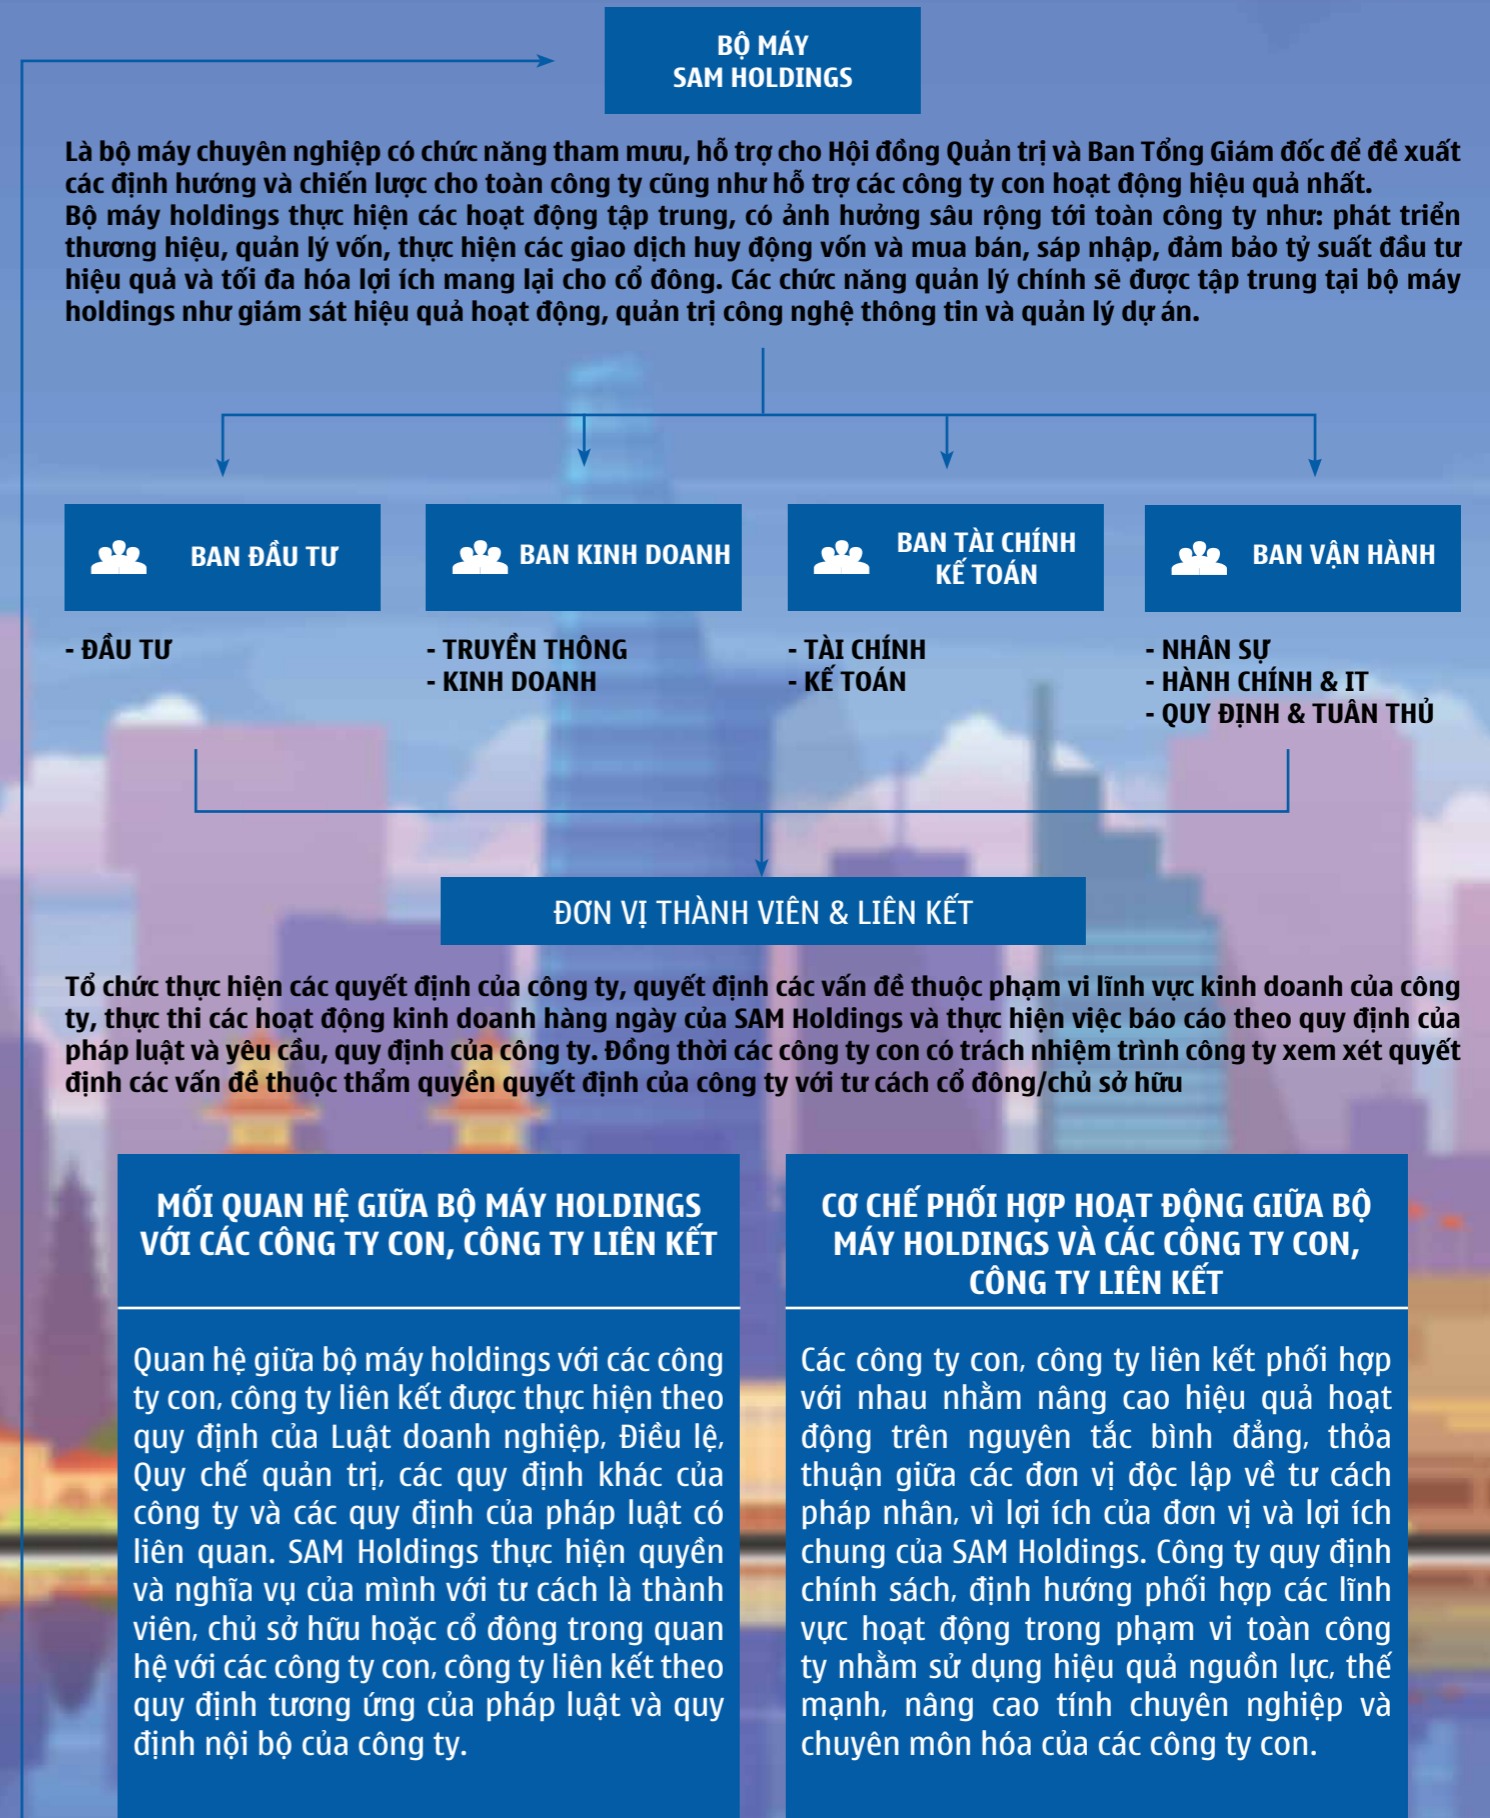 BỘ MÁY
SAM HOLDINGS
Là bộ máy chuyên nghiệp có chức năng tham mưu, hỗ trợ cho Hội đồng Quản trị và Ban Tổng Giám đốc để đề xuất
các định hướng và chiến lược cho toàn công ty cũng như hỗ trợ các công ty con hoạt động hiệu quả nhất.
Bộ máy holdings thực hiện các hoạt động tập trung, có ảnh hưởng sâu rộng tới toàn công ty như: phát triển
thương hiệu, quản lý vốn, thực hiện các giao dịch huy động vốn và mua bán, sáp nhập, đảm bảo tỷ suất đầu tư
hiệu quả và tối đa hóa lợi ích mang lại cho cổ đông. Các chức năng quản lý chính sẽ được tập trung tại bộ máy
holdings như giám sát hiệu quả hoạt động, quản trị công nghệ thông tin và quản lý dự án.
BAN ĐẦU TƯ
- ĐẦU TƯ
BAN KINH DOANH
- TRUYỀN THÔNG
- KINH DOANH
BAN TÀI CHÍNH
KẾ TOÁN
- TÀI CHÍNH
- KẾ TOÁN
BAN VẬN HÀNH
- NHÂN SỰ
- HÀNH CHÍNH & IT
- QUY ĐỊNH & TUÂN THỦ
ĐƠN VỊ THÀNH VIÊN & LIÊN KẾT
Tổ chức thực hiện các quyết định của công ty, quyết định các vấn đề thuộc phạm vi lĩnh vực kinh doanh của công
ty, thực thi các hoạt động kinh doanh hàng ngày của SAM Holdings và thực hiện việc báo cáo theo quy định của
pháp luật và yêu cầu, quy định của công ty. Đồng thời các công ty con có trách nhiệm trình công ty xem xét quyết
định các vấn đề thuộc thẩm quyền quyết định của công ty với tư cách cổ đông/chủ sở hữu
MỐI QUAN HỆ GIỮA BỘ MÁY HOLDINGS
VỚI CÁC CÔNG TY CON, CÔNG TY LIÊN KẾT
Quan hệ giữa bộ máy holdings với các công
ty con, công ty liên kết được thực hiện theo
quy định của Luật doanh nghiệp, Điều lệ,
Quy chế quản trị, các quy định khác của
công ty và các quy định của pháp luật có
liên quan. SAM Holdings thực hiện quyền
và nghĩa vụ của mình với tư cách là thành
viên, chủ sở hữu hoặc cổ đông trong quan
hệ với các công ty con, công ty liên kết theo
quy định tương ứng của pháp luật và quy
định nội bộ của công ty.
CƠ CHẾ PHỐI HỢP HOẠT ĐỘNG GIỮA BỘ
MÁY HOLDINGS VÀ CÁC CÔNG TY CON,
CÔNG TY LIÊN KẾT
Các công ty con, công ty liên kết phối hợp
với nhau nhằm nâng cao hiệu quả hoạt
động trên nguyên tắc bình đẳng, thỏa
thuận giữa các đơn vị độc lập về tư cách
pháp nhân, vì lợi ích của đơn vị và lợi ích
chung của SAM Holdings. Công ty quy định
chính sách, định hướng phối hợp các lĩnh
vực hoạt động trong phạm vi toàn công
ty nhằm sử dụng hiệu quả nguồn lực, thế
mạnh, nâng cao tính chuyên nghiệp và
chuyên môn hóa của các công ty con.